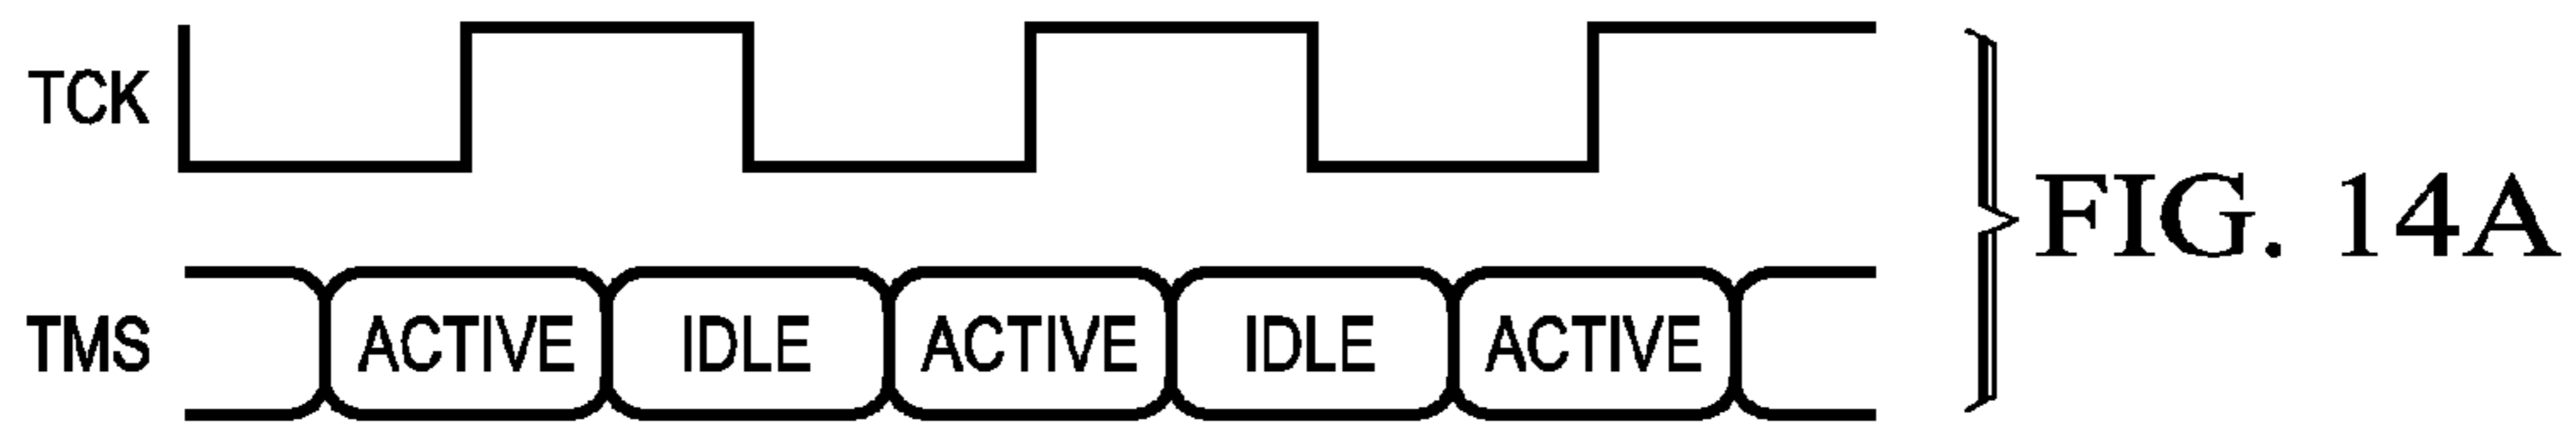 TCK
FIG. 14A
TMS ACTIVE IDLE ACTIVE IDLE ACTIVE